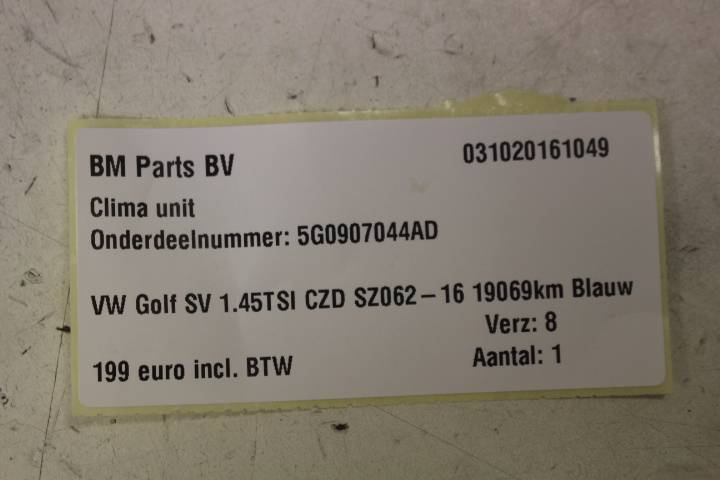 BM Parts BV 031020161049
Clima unit
Onderdeelnummer: 5G0907044AD
VW Golf SV 1.45TSI CZD SZ062-16 19069km Blauw
Verz: 8
199 euro incl. BTW Aantal: 1